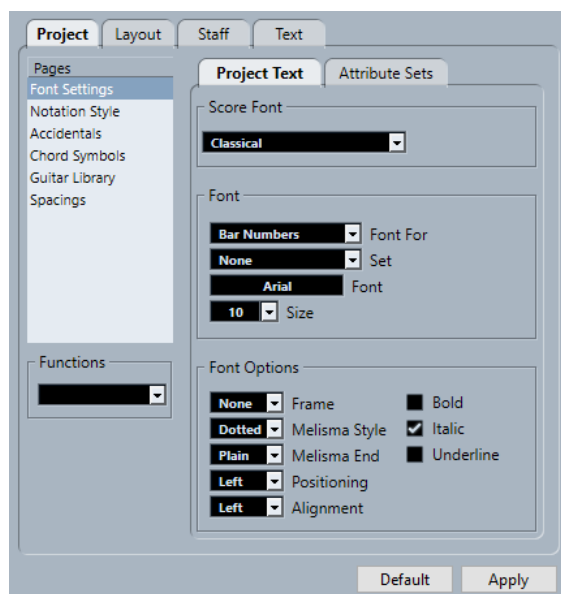 Project Layout Staff Text
Pages
Font Settings
Notation Style
Accidentals
Chord Symbols
Guitar Library
Spacings
Functions
Project Text Attribute Sets
Score Font
Classical
Font
Bar Numbers Font For
None Set
Arial Font
10 Size
Font Options
None Frame Bold
Dotted Melisma Style Italic
Plain Melisma End Underline
Left Positioning
Left Alignment
Default Apply